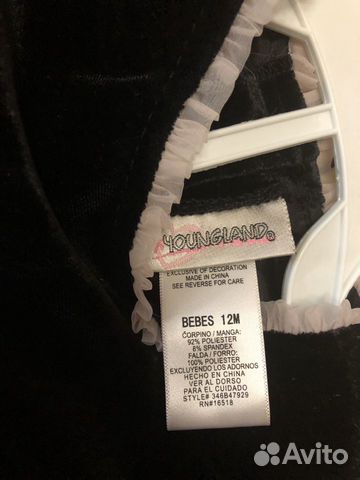 YOUNGLAND®
EXCLUSIVE OF DECORATION
MADE IN CHINA
SEE REVERSE FOR CARE
BEBES 12M
CORPINO / MANGA:
92% POLIESTER
8% SPANDEX
FALDA / FORRO:
100% POLIESTER
EXCLUYENDO LOS ADORNOS
HECHO EN CHINA
VER AL DORSO
PARA EL CUIDADO
STYLE# 346B47929
RN#16518
Avito